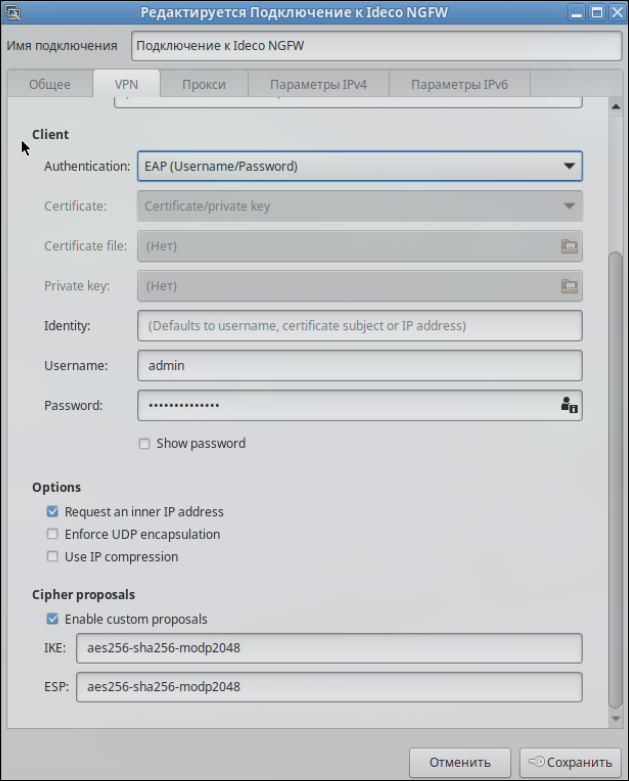 Редактируется Подключение к Ideco NGFW
Имя подключения Подключение к Ideco NGFW
Общее VPN Прокси Параметры IPv4 Параметры IPv6
Client
Authentication: EAP (Username/Password)
Certificate: Certificate/private key
Certificate file: (Нет)
Private key: (Нет)
Identity: (Defaults to username, certificate subject or IP address)
Username: admin
Password: ••••••••••••••
Show password
Options
Request an inner IP address
Enforce UDP encapsulation
Use IP compression
Cipher proposals
Enable custom proposals
IKE: aes256-sha256-modp2048
ESP: aes256-sha256-modp2048
Отменить Сохранить